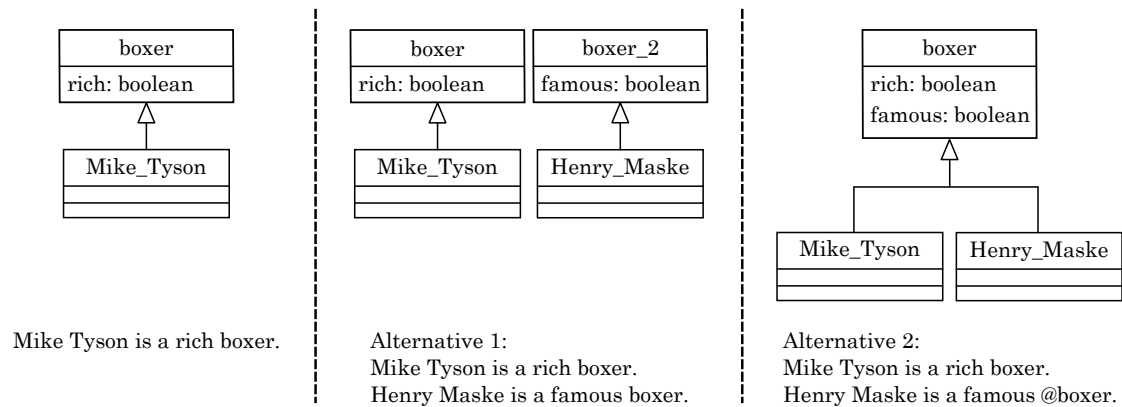 boxer
rich: boolean
Mike_Tyson
Mike Tyson is a rich boxer.
boxer
rich: boolean
Mike_Tyson
boxer_2
famous: boolean
Henry_Maske
Alternative 1:
Mike Tyson is a rich boxer.
Henry Maske is a famous boxer.
boxer
rich: boolean
famous: boolean
Mike_Tyson
Henry_Maske
Alternative 2:
Mike Tyson is a rich boxer.
Henry Maske is a famous @boxer.